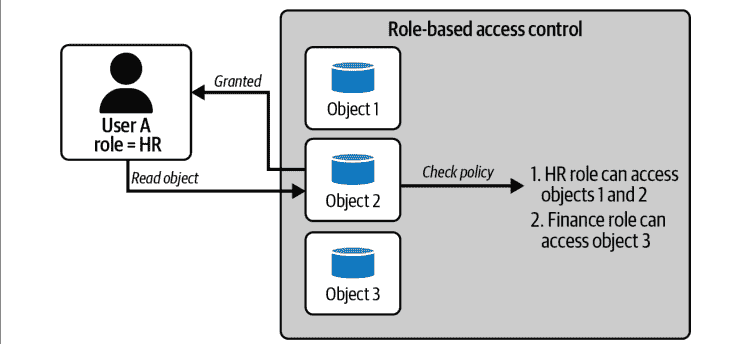 Role-based access control
Granted
User A
role = HR
Read object
Object 1
Object 2
Object 3
Check policy
1. HR role can access
objects 1 and 2
2. Finance role can
access object 3